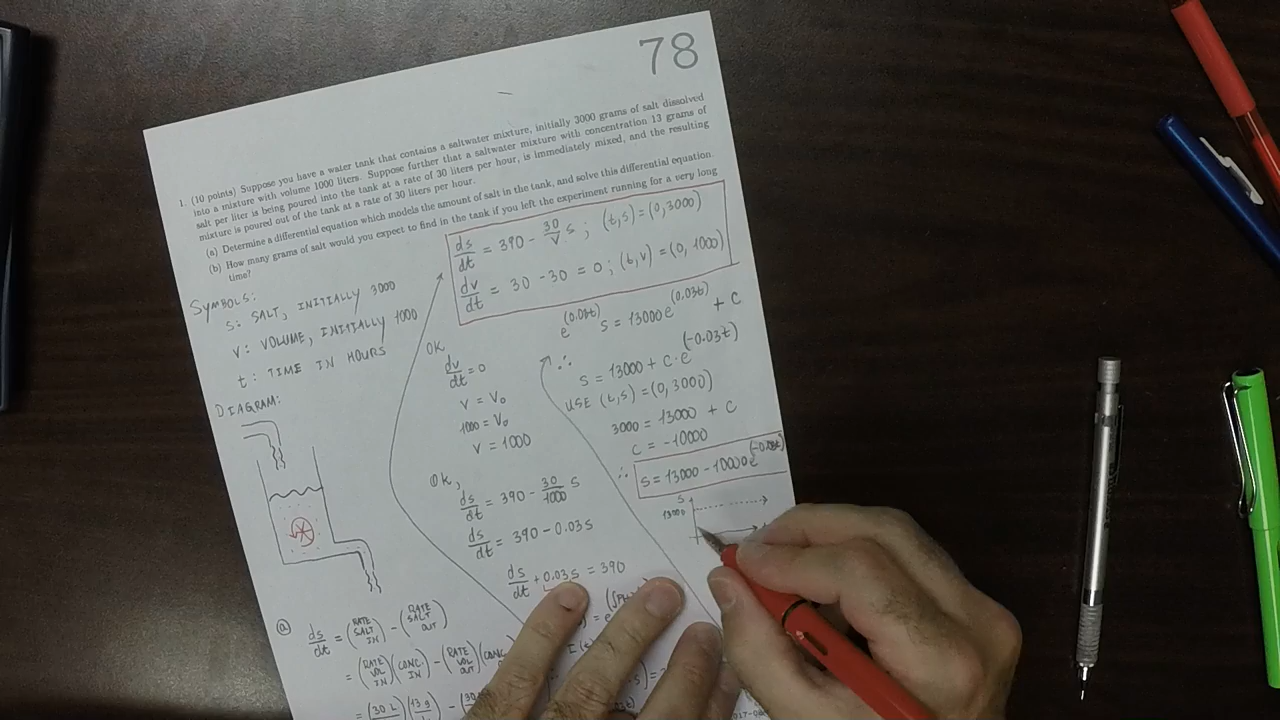 78
1. (10 points) Suppose you have a water tank that contains a saltwater mixture, initially 3000 grams of salt dissolved
into a mixture with volume 1000 liters. Suppose further that a saltwater mixture with concentration 13 grams of
salt per liter is being poured into the tank at a rate of 30 liters per hour, is immediately mixed, and the resulting
mixture is poured out of the tank at a rate of 30 liters per hour.
(a) Determine a differential equation which models the amount of salt in the tank, and solve this differential equation.
(b) How many grams of salt would you expect to find in the tank if you left the experiment running for a very long
time?
SYMBOLS:
S: SALT, INITIALLY 3000
V: VOLUME, INITIALLY 1000
t: TIME IN HOURS
DIAGRAM:
(a) ds/dt = (RATE SALT IN) - (RATE SALT OUT)
= (RATE VOL IN)(CONC. IN) - (RATE VOL OUT)(CONC
= (30 L)(13 g) - (30
ds/dt = 390 - 30/V S ; (t,s) = (0,3000)
dv/dt = 30 - 30 = 0 ; (t,v) = (0,1000)
OK
dv/dt = 0
V = V₀
1000 = V₀
V = 1000
OK,
ds/dt = 390 - 30/1000 S
ds/dt = 390 - 0.03S
ds/dt + 0.03S = 390
e^(0.03t) S = 13000e^(0.03t) + C
∴ S = 13000 + C·e^(-0.03t)
USE (t,s) = (0,3000)
3000 = 13000 + C
C = -10000
∴ S = 13000 - 10000e^(-0.03t)
S
13000